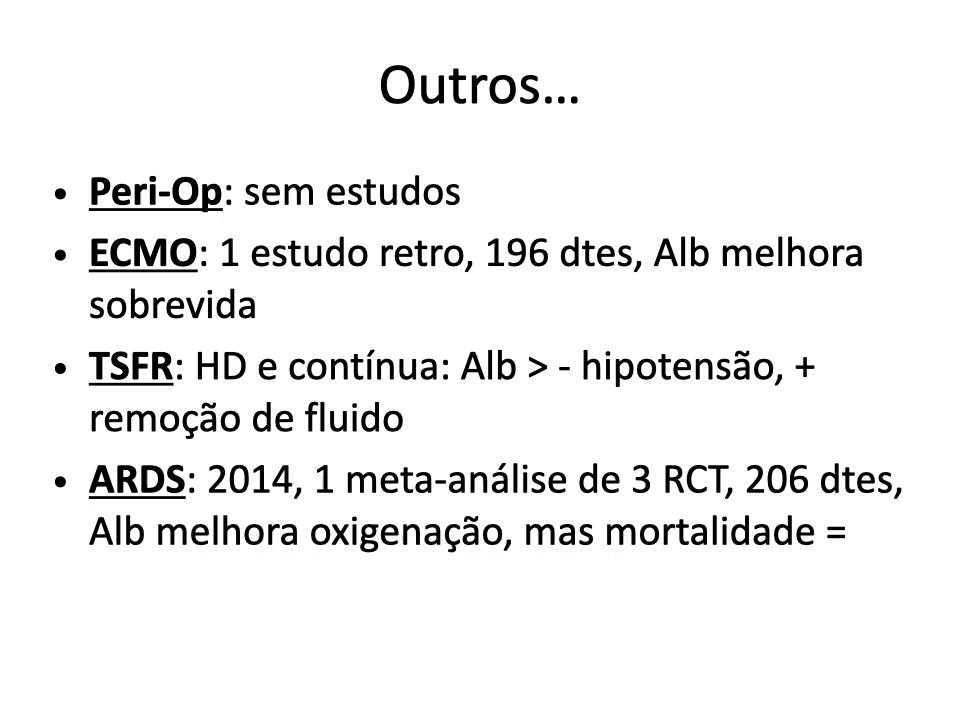 Outros...
• Peri-Op: sem estudos
• ECMO: 1 estudo retro, 196 dtes, Alb melhora
sobrevida
• TSFR: HD e contínua: Alb > - hipotensão, +
remoção de fluido
• ARDS: 2014, 1 meta-análise de 3 RCT, 206 dtes,
Alb melhora oxigenação, mas mortalidade =